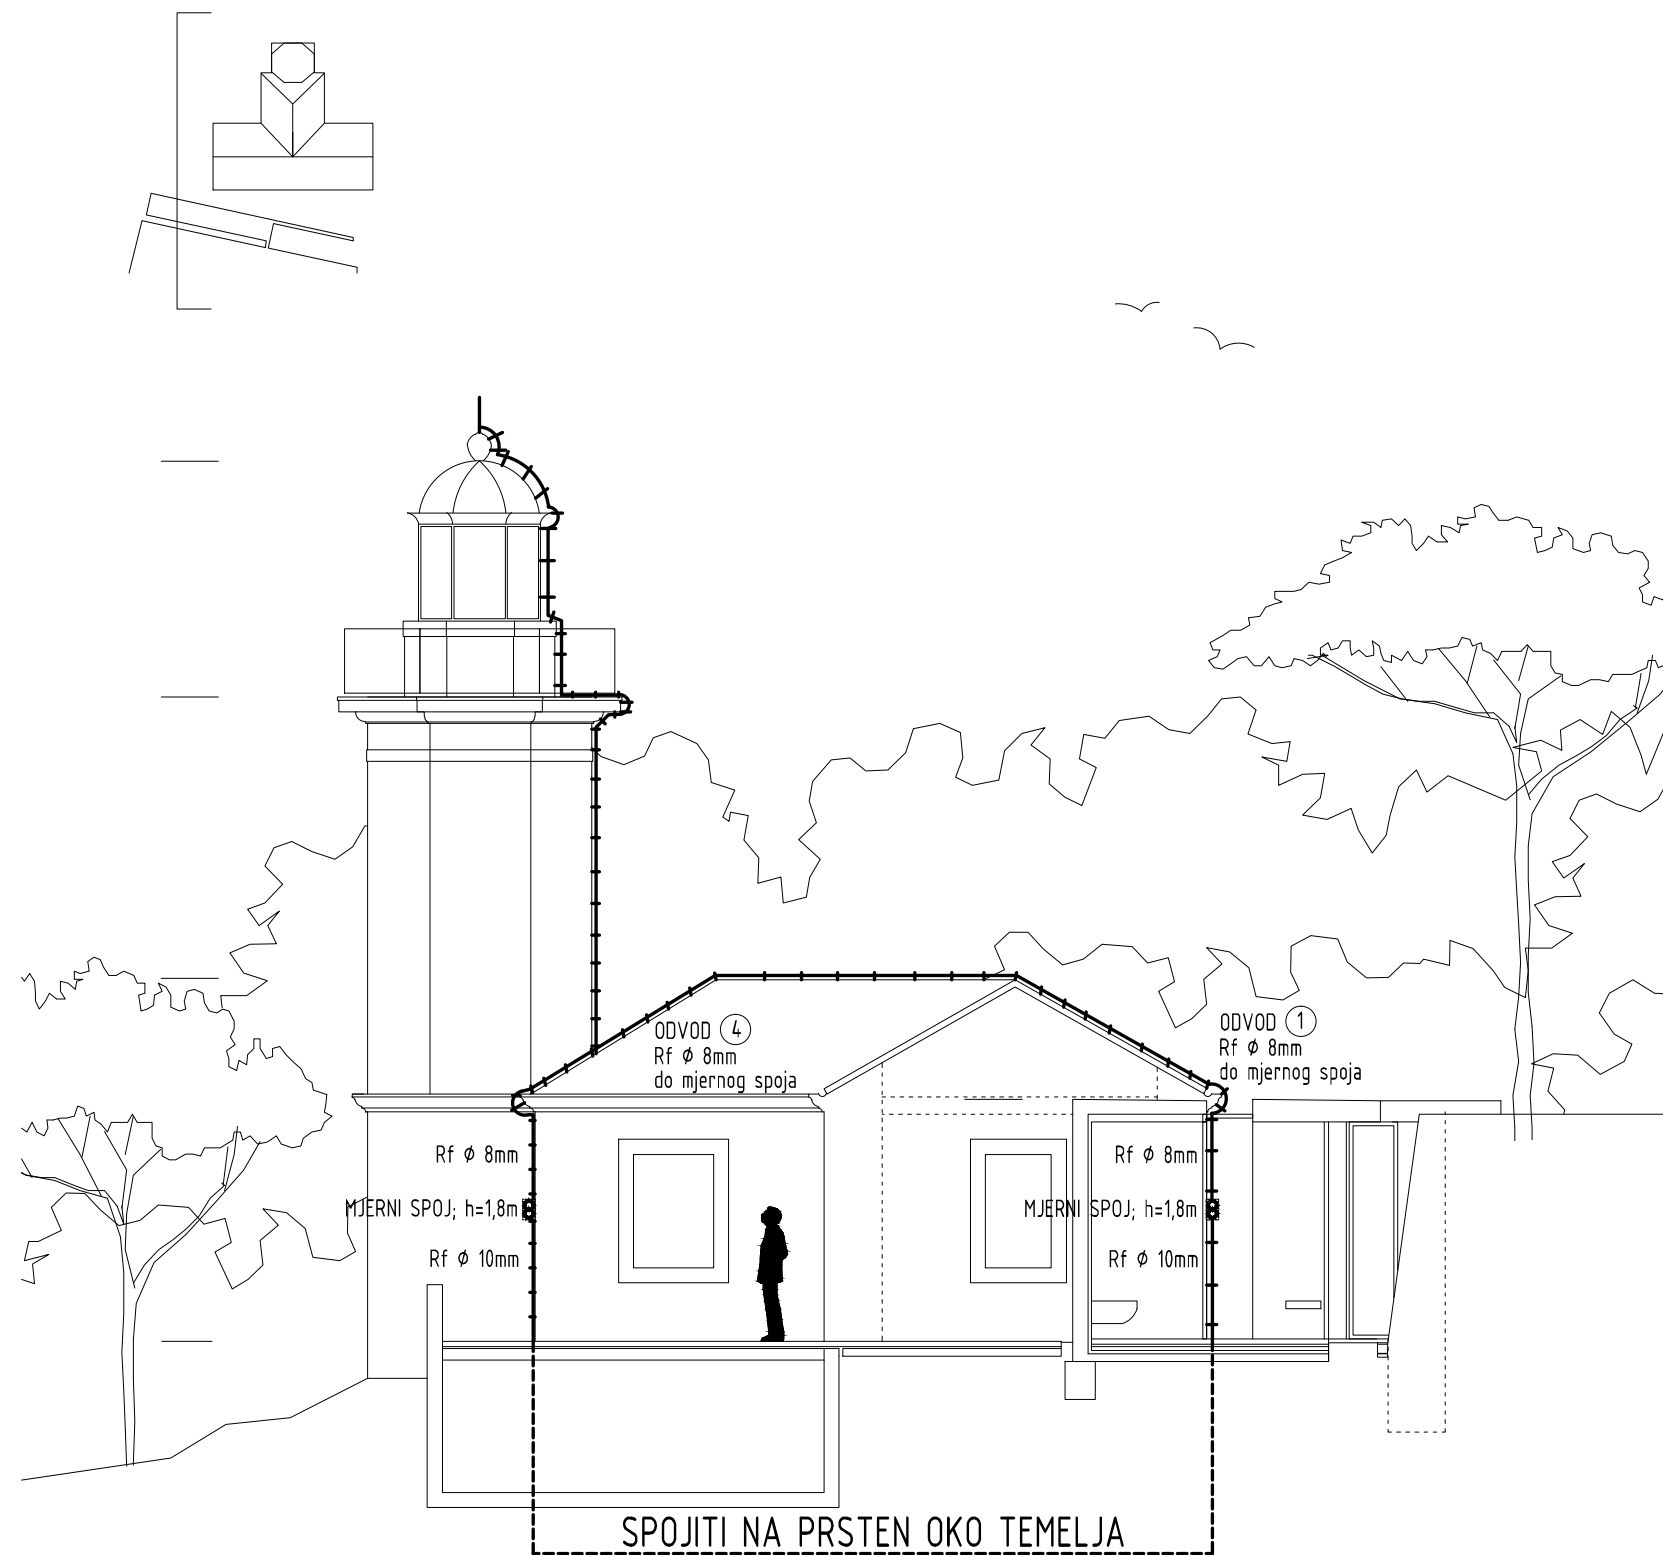 ODVOD 4
Rf ϕ 8mm
do mjernog spoja
ODVOD 1
Rf ϕ 8mm
do mjernog spoja
Rf ϕ 8mm
MJERNI SPOJ; h=1,8m
Rf ϕ 10mm
Rf ϕ 8mm
MJERNI SPOJ; h=1,8m
Rf ϕ 10mm
SPOJITI NA PRSTEN OKO TEMELJA